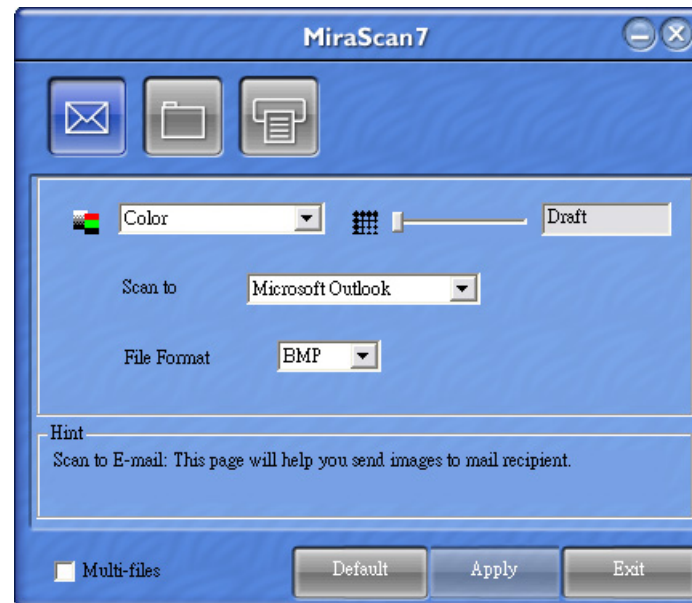 MiraScan7
Color
Draft
Scan to
Microsoft Outlook
File Format
BMP
Hint
Scan to E-mail: This page will help you send images to mail recipient.
Multi-files
Default
Apply
Exit